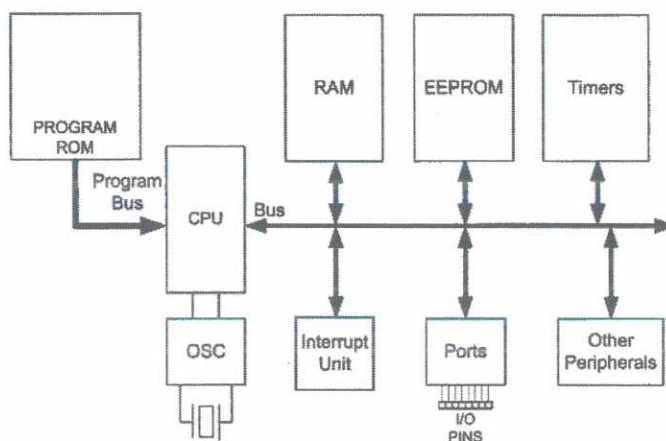 PROGRAM
ROM
Program
Bus
CPU
Bus
RAM
EEPROM
Timers
OSC
Interrupt
Unit
Ports
Other
Peripherals
I/O
PINS